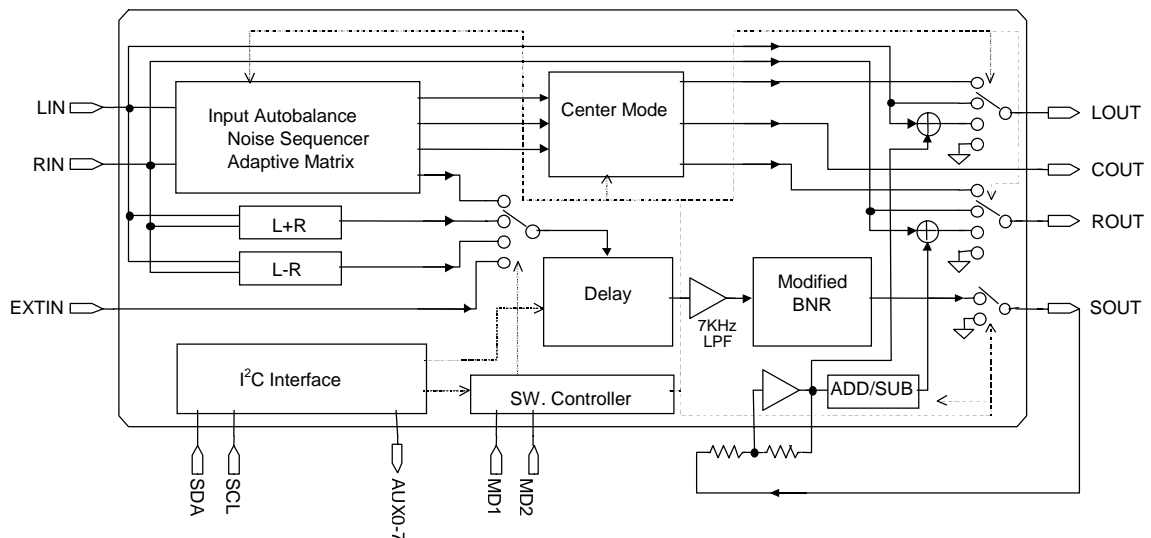 LIN
RIN
EXTIN
Input Autobalance
Noise Sequencer
Adaptive Matrix
L+R
L-R
Center Mode
Delay
7KHz
LPF
Modified
BNR
I²C Interface
SW. Controller
ADD/SUB
LOUT
COUT
ROUT
SOUT
SDA
SCL
AUX0-7
MD1
MD2